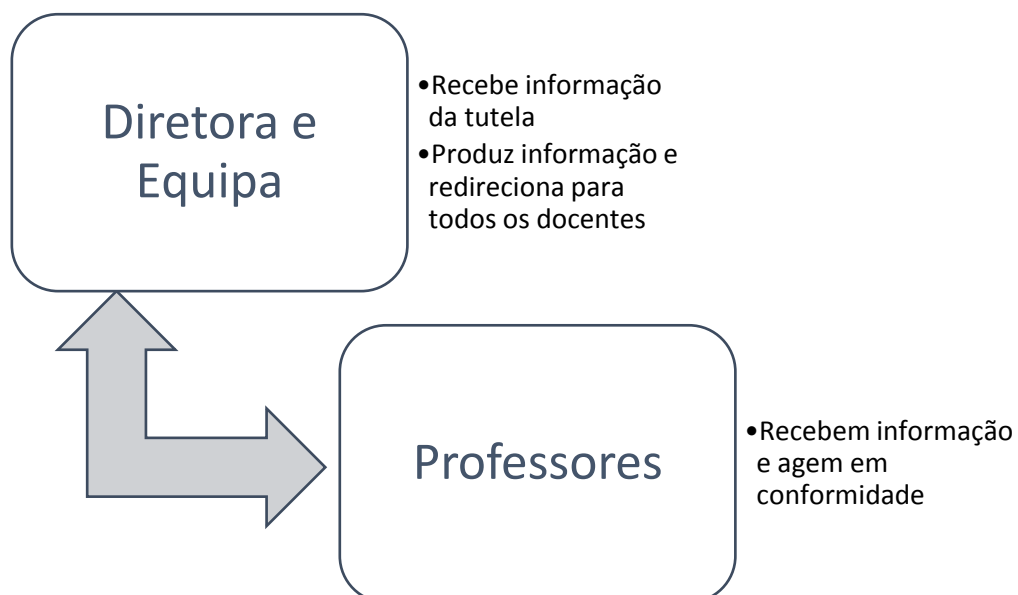 Diretora e
Equipa
•Recebe informação
da tutela
•Produz informação e
redireciona para
todos os docentes
Professores
•Recebem informação
e agem em
conformidade